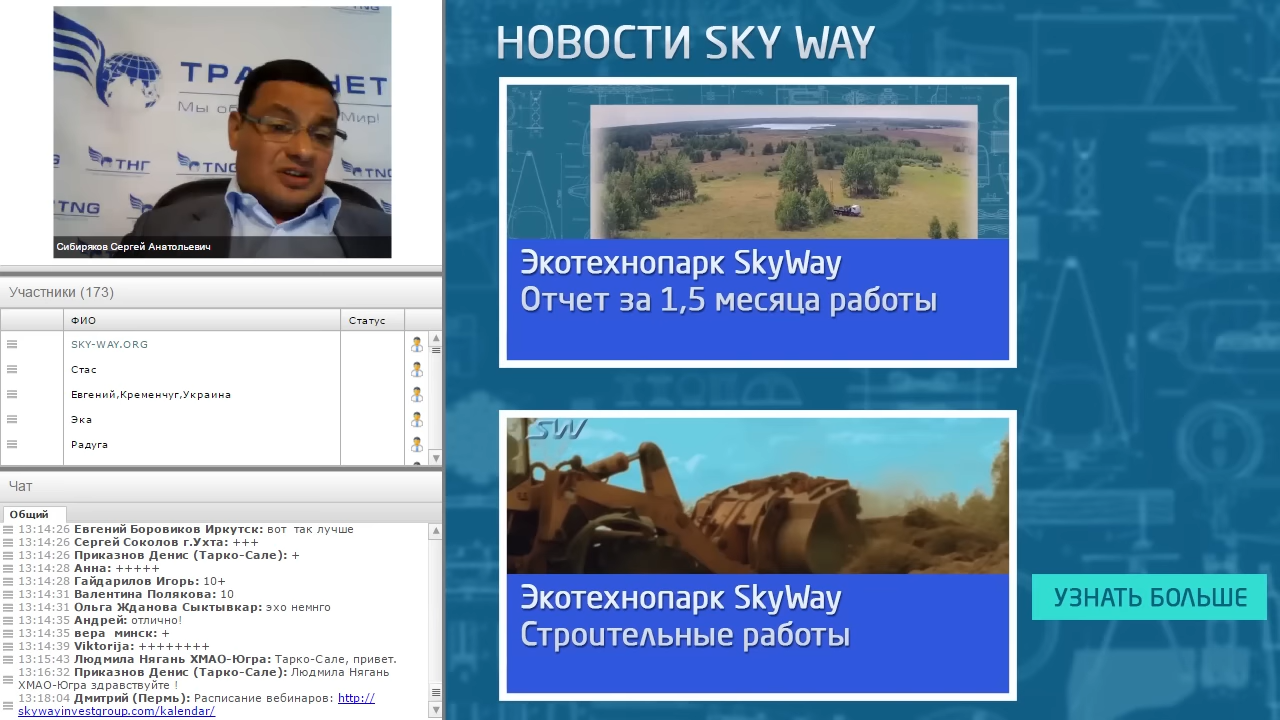 ТРА
НЕТ
Мы об
Мир!
ТНГ
TNG
TNG
TNG
Сибиряков Сергей Анатольевич
Участники (173)
ФИО
Статус
SKY-WAY.ORG
Стас
Евгений,Кременчуг,Украина
Эка
Радуга
Чат
Общий
13:14:26 Евгений Боровиков Иркутск: вот так лучше
13:14:26 Сергей Соколов г.Ухта: +++
13:14:26 Приказнов Денис (Тарко-Сале): +
13:14:28 Анна: +++++
13:14:28 Гайдарилов Игорь: 10+
13:14:31 Валентина Полякова: 10
13:14:31 Ольга Жданова Сыктывкар: эхо немнго
13:14:35 Андрей: отлично!
13:14:35 вера минск: +
13:14:39 Viktorija: ++++++++
13:15:43 Людмила Нягань ХМАО-Югра: Тарко-Сале, привет.
13:16:32 Приказнов Денис (Тарко-Сале): Людмила Нягань
ХМАО-Югра здравствуйте !
13:18:04 Дмитрий (Пермь): Расписание вебинаров: http://
skywayinvestgroup.com/kalendar/
НОВОСТИ SKY WAY
Экотехнопарк SkyWay
Отчет за 1,5 месяца работы
SW
Экотехнопарк SkyWay
Строительные работы
УЗНАТЬ БОЛЬШЕ